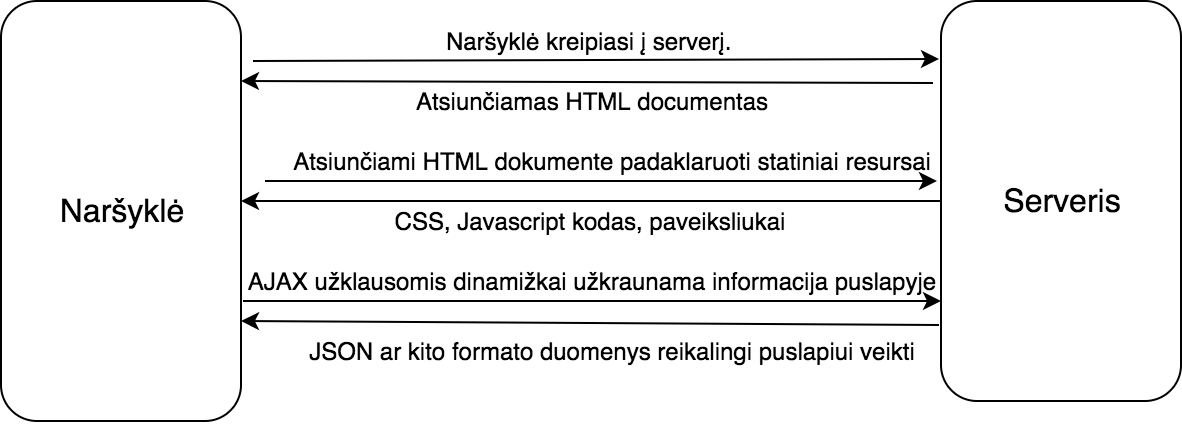 Naršyklė kreipiasi į serverį.
Atsiunčiamas HTML documentas
Atsiunčiami HTML dokumente padaklaruoti statiniai resursai
Naršyklė
Serveris
CSS, Javascript kodas, paveiksliukai
AJAX užklausomis dinamižkai užkraunama informacija puslapyje
JSON ar kito formato duomenys reikalingi puslapiui veikti